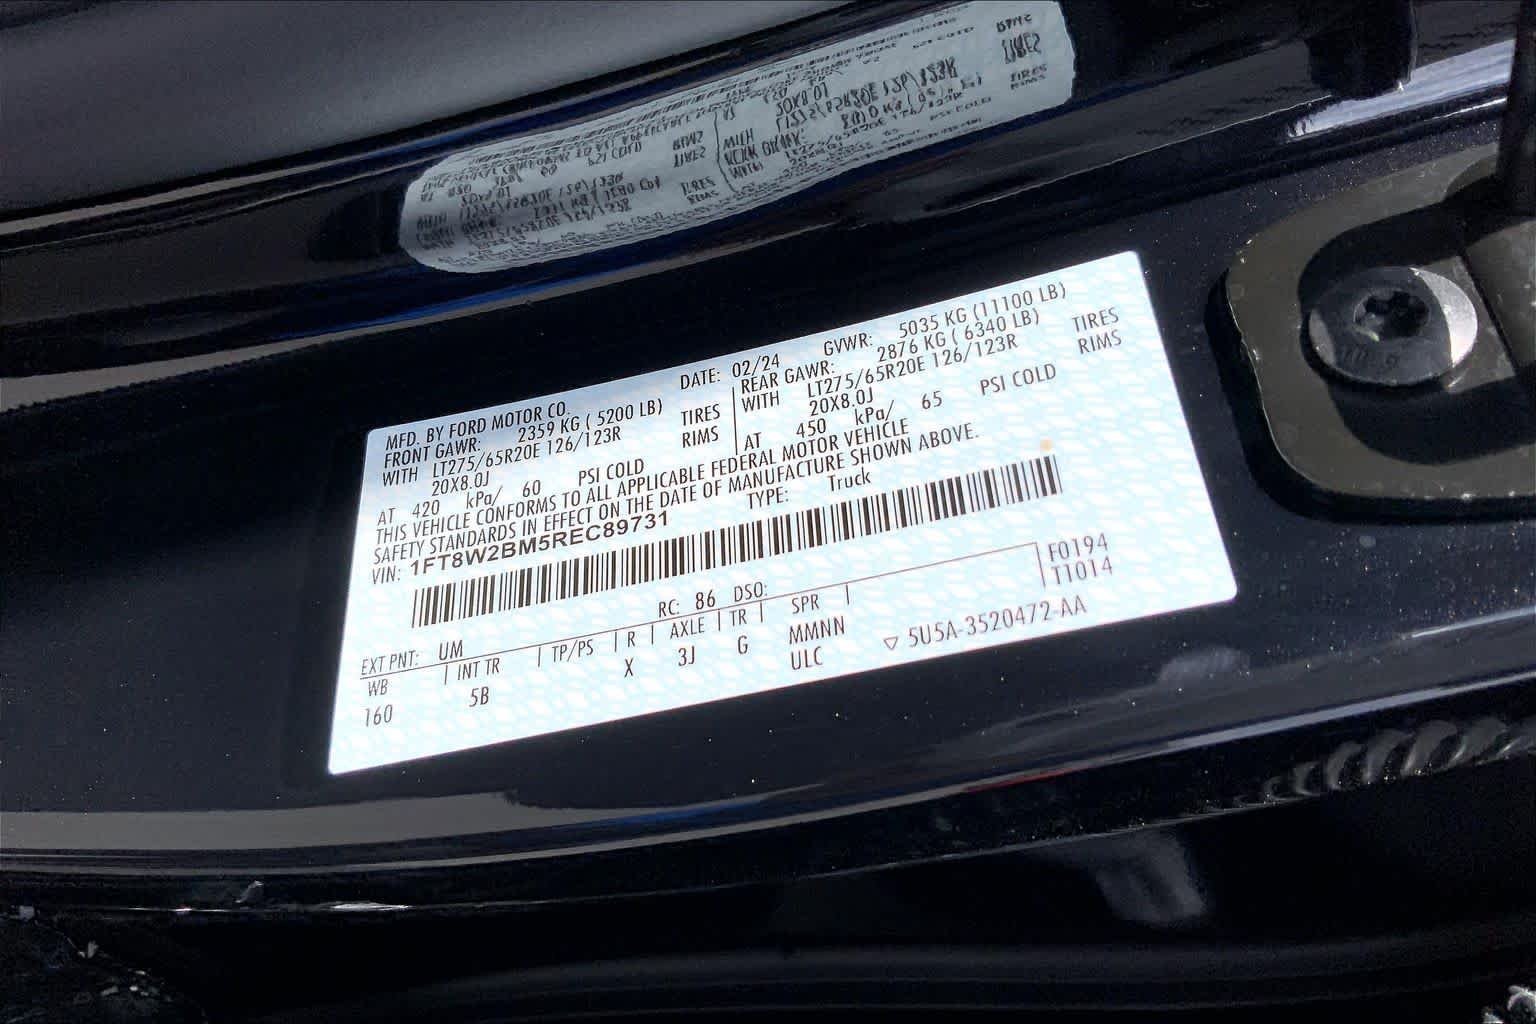 MFD. BY FORD MOTOR CO. DATE: 02/24 GVWR: 5035 KG (11100 LB)
FRONT GAWR: 2359 KG ( 5200 LB) REAR GAWR: 2876 KG ( 6340 LB)
WITH LT275/65R20E 126/123R TIRES WITH LT275/65R20E 126/123R TIRES
20X8.0J RIMS 20X8.0J RIMS
AT 420 kPa/ 60 PSI COLD AT 450 kPa/ 65 PSI COLD
THIS VEHICLE CONFORMS TO ALL APPLICABLE FEDERAL MOTOR VEHICLE
SAFETY STANDARDS IN EFFECT ON THE DATE OF MANUFACTURE SHOWN ABOVE.
VIN: 1FT8W2BM5REC89731 TYPE: Truck
F0194
RC: 86 DSO: T1014
EXT PNT: UM
WB INT TR TP/PS R AXLE TR SPR
160 5B X 3J G MMNN
ULC ▽ 5U5A-3520472-AA